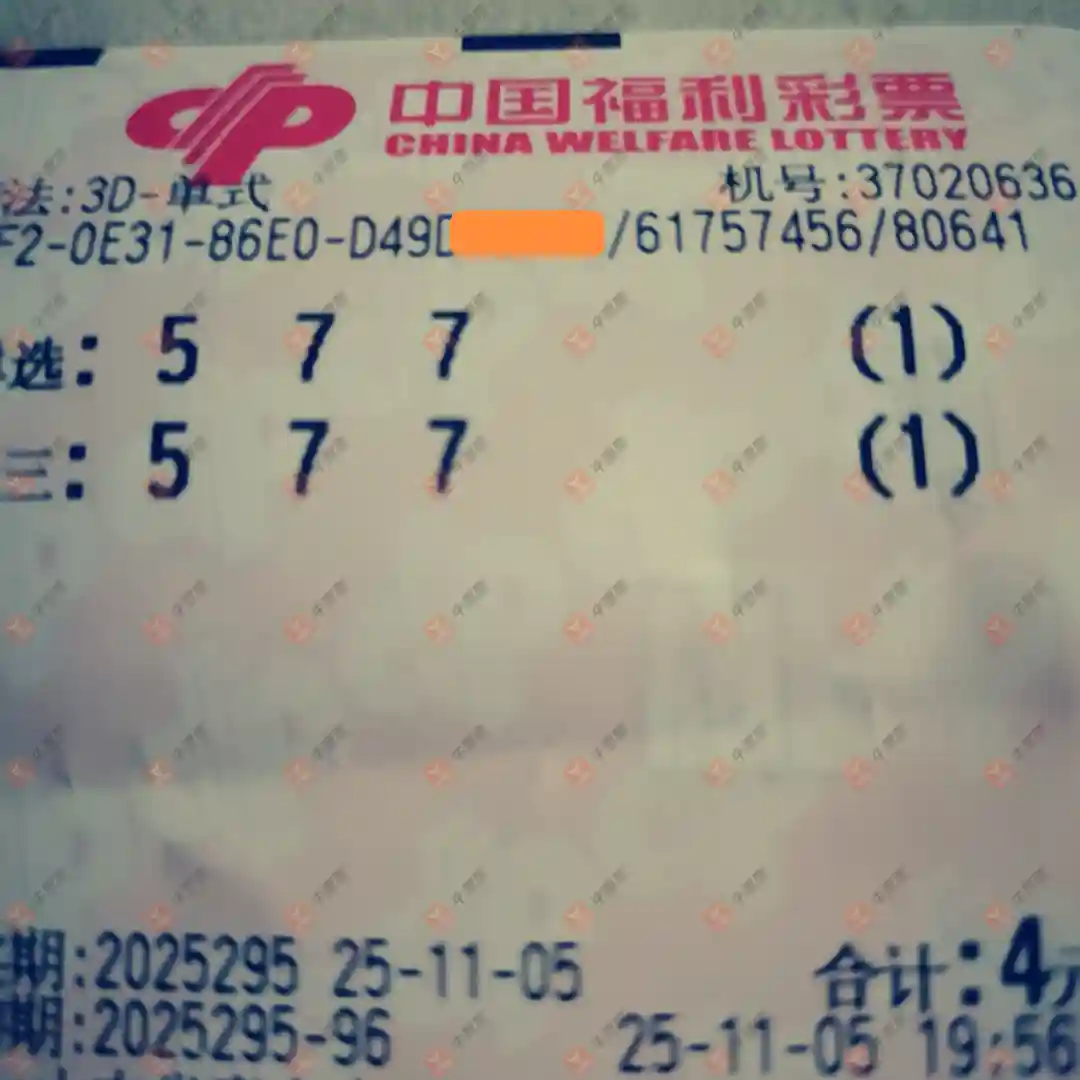 中国福利彩票
CHINA WELFARE LOTTERY
法:3D-单式 机号:37020636
F2-0E31-86E0-D49D /61757456/80641
选: 5 7 7 (1)
三: 5 7 7 (1)
期:2025295 25-11-05 合计:4元
期:2025295-96 25-11-05 19:56